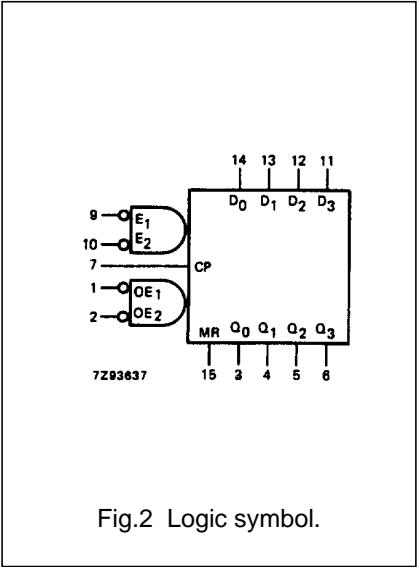 14 13 12 11
D0 D1 D2 D3
9 E1
10 E2
7 CP
1 OE1
2 OE2
MR Q0 Q1 Q2 Q3
7Z93637 15 3 4 5 6
Fig.2 Logic symbol.